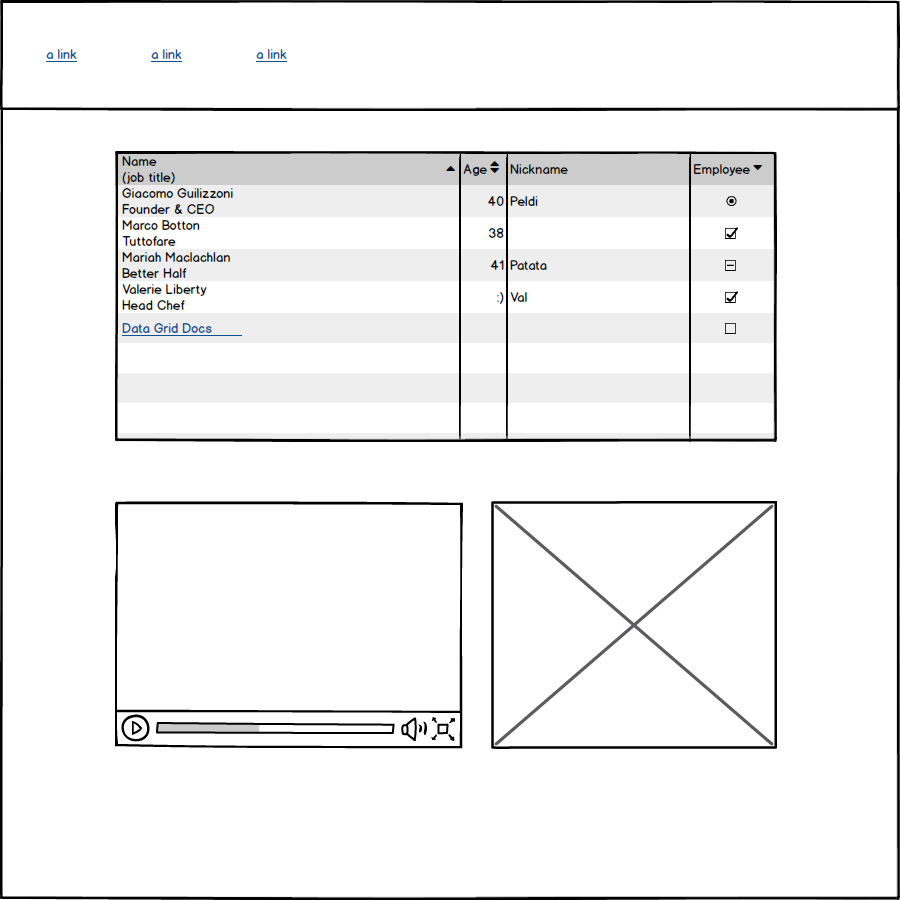 a link a link a link
Name
(job title) Age Nickname Employee
Giacomo Guilizzoni
Founder & CEO 40 Peldi
Marco Botton
Tuttofare 38
Mariah Maclachlan
Better Half 41 Patata
Valerie Liberty
Head Chef :) Val
Data Grid Docs